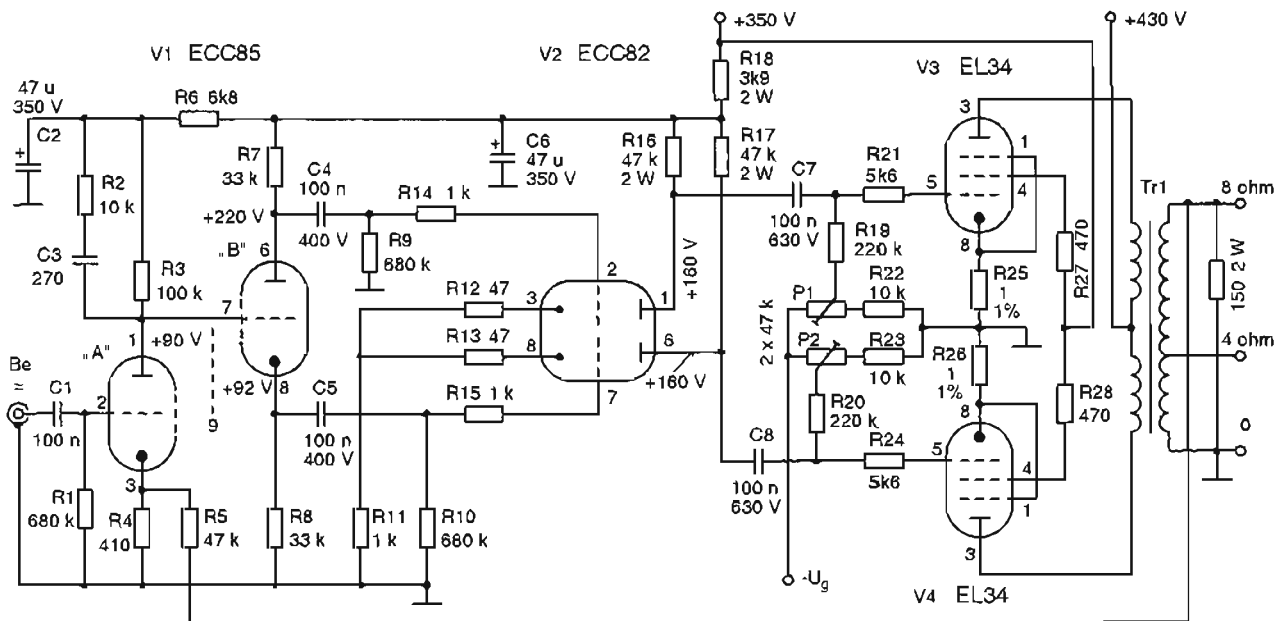 V1 ECC85
V2 ECC82
+350 V
+430 V
V3 EL34
47 u
350 V
C2
+
R6 6k8
R2
10 k
C3
270
R3
100 k
R7
33 k
C4
100 n
400 V
+220 V
R14 1 k
R9
680 k
C6
47 u
350 V
+
R18
3k9
2 W
R16
47 k
2 W
R17
47 k
2 W
C7
100 n
630 V
R21
5k6
R19
220 k
3
1
4
5
8
R27 470
Tr1
8 ohm
150 2 W
4 ohm
0
„B"
6
7
8
+92 V
+90 V
1
„A"
2
3
9
Be
≈
C1
100 n
R1
680 k
R4
410
R5
47 k
R8
33 k
C5
100 n
400 V
R12 47
R13 47
R15 1 k
3
8
2
1
6
7
+160 V
+160 V
R11
1 k
R10
680 k
P1
P2
2 x 47 k
R22
10 k
R23
10 k
R25
1
1%
R26
1
1%
R28
470
R20
220 k
C8
100 n
630 V
R24
5k6
8
5
4
1
3
-Ug
V4 EL34